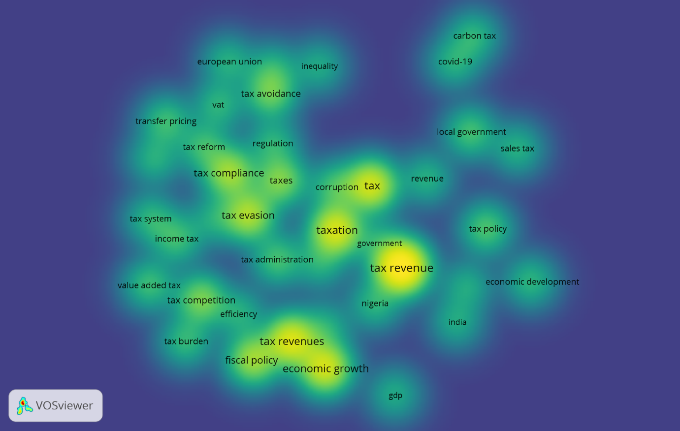 carbon tax
european union
covid-19
inequality
tax avoidance
vat
transfer pricing
local government
regulation
tax reform
sales tax
tax compliance
taxes
revenue
corruption
tax
tax evasion
tax system
taxation
tax policy
income tax
government
tax administration
tax revenue
economic development
value added tax
tax competition
nigeria
efficiency
india
tax burden
tax revenues
fiscal policy
economic growth
gdp
VOSviewer